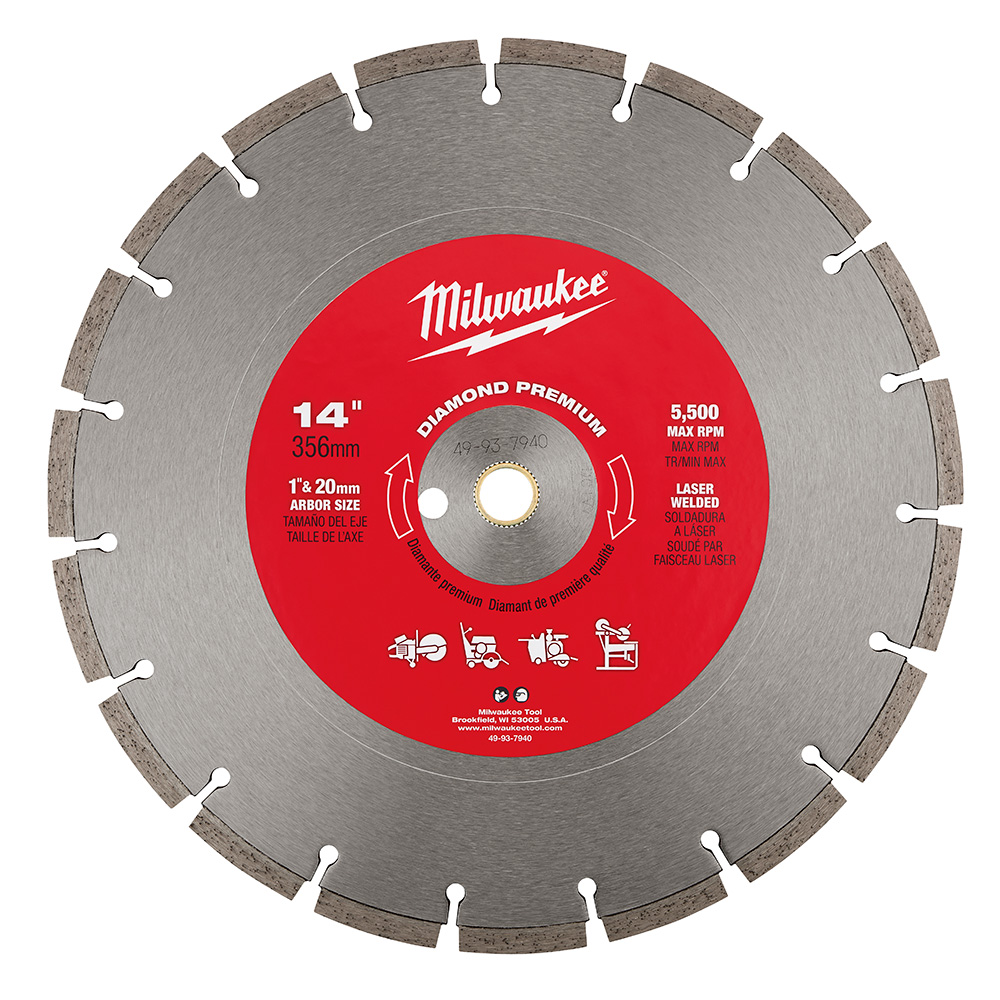 Milwaukee®
DIAMOND PREMIUM
49-93-7940
14"
356mm
1" & 20mm
ARBOR SIZE
TAMAÑO DEL EJE
TAILLE DE L'AXE
5,500
MAX RPM
MAX RPM
TR/MIN MAX
LASER
WELDED
SOLDADURA
A LÁSER
SOUDÉ PAR
FAISCEAU LASER
Diamante premium Diamant de première qualité
Milwaukee Tool
Brookfield, WI 53005 U.S.A.
www.milwaukeetool.com
49-93-7940